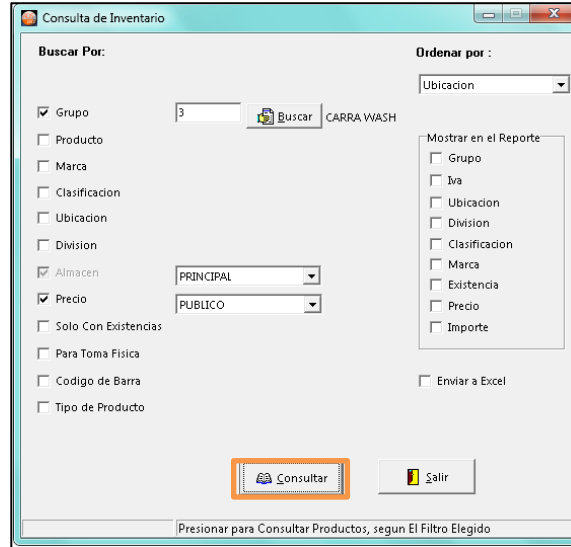 Consulta de Inventario
Buscar Por:
Ordenar por :
Ubicacion
Grupo
3
Buscar
CARRA WASH
Producto
Marca
Clasificacion
Ubicacion
Division
Almacen
PRINCIPAL
Precio
PUBLICO
Solo Con Existencias
Para Toma Fisica
Codigo de Barra
Tipo de Producto
Mostrar en el Reporte
Grupo
Iva
Ubicacion
Division
Clasificacion
Marca
Existencia
Precio
Importe
Enviar a Excel
Consultar
Salir
Presionar para Consultar Productos, segun El Filtro Elegido